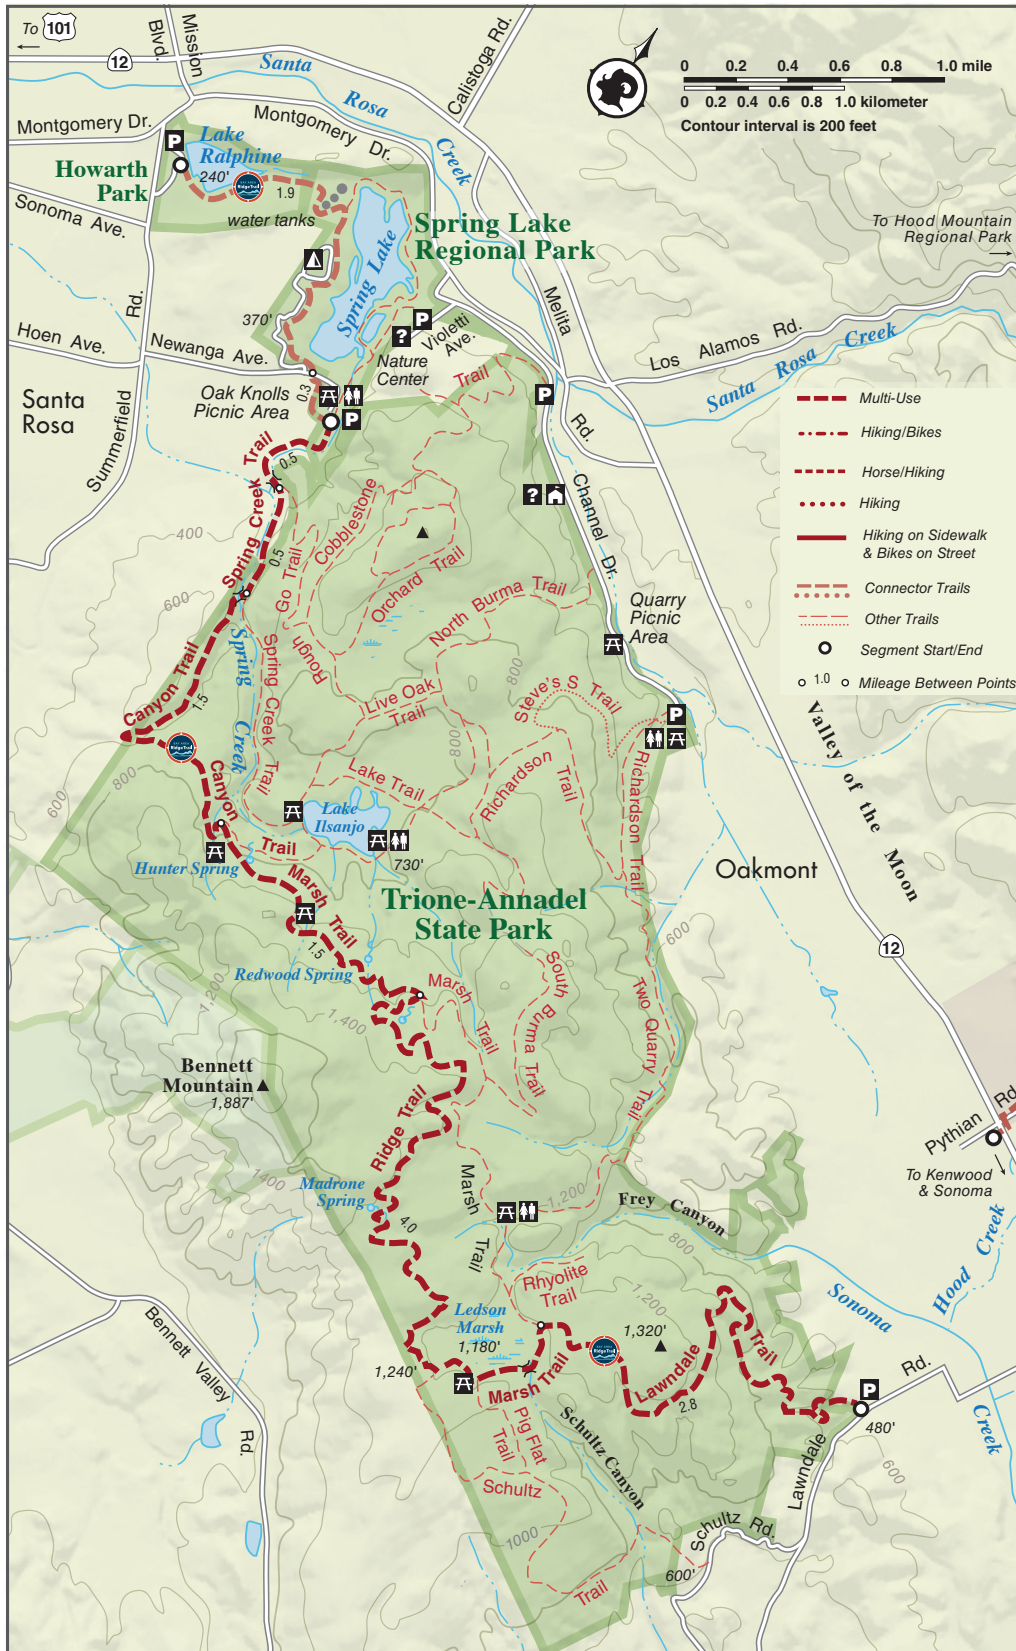 To 101
12
Blvd.
Mission
Santa
Rosa
Creek
Calistoga Rd.
0 0.2 0.4 0.6 0.8 1.0 mile
0 0.2 0.4 0.6 0.8 1.0 kilometer
Contour interval is 200 feet
Montgomery Dr.
Montgomery Dr.
P
Lake
Ralphine
240'
Howarth
Park
1.9
water tanks
Sonoma Ave.
Spring Lake
Regional Park
To Hood Mountain
Regional Park
Spring Lake
Rd.
370'
Melita
Hoen Ave.
Newanga Ave.
P
?
Violetti
Ave.
Nature
Center
Los Alamos Rd.
Santa Rosa Creek
Trail
0.3
Oak Knolls
Picnic Area
P
P
Santa
Rosa
Summerfield
Rd.
Multi-Use
Hiking/Bikes
Horse/Hiking
Hiking
Hiking on Sidewalk
& Bikes on Street
Connector Trails
Other Trails
Segment Start/End
1.0
Mileage Between Points
Spring Creek Trail
0.5
0.5
400
600
Cobblestone
Go Trail
Rough
Orchard Trail
?
Channel Dr.
North Burma Trail
Quarry
Picnic
Area
800
Steve's S Trail
P
Spring
Creek
Spring Creek Trail
Canyon Trail
1.5
Live Oak
Trail
800
Lake Trail
Richardson
Trail
Richardson Trail
Valley of the Moon
800
600
Canyon
Trail
Lake
Ilsanjo
730'
Oakmont
Hunter Spring
Marsh Trail
1.5
Trione-Annadel
State Park
600
12
Redwood Spring
Marsh
Trail
South
Burma Trail
Two Quarry
Trail
1,200
1,400
Bennett
Mountain
1,887'
Ridge Trail
Pythian Rd.
To Kenwood
& Sonoma
1400
Madrone
Spring
4.0
Marsh
Trail
1,200
Frey Canyon
800
Hood Creek
Sonoma
Creek
Rhyolite
Trail
1,200
Ledson
Marsh
1,180'
1,320'
1,240'
Marsh Trail
Lawndale
Trail
2.8
P
480'
Rd.
Lawndale
Bennett Valley
Rd.
Pig Flat
Trail
Schultz Canyon
Schultz
Trail
1000
Schultz Rd.
600'
600